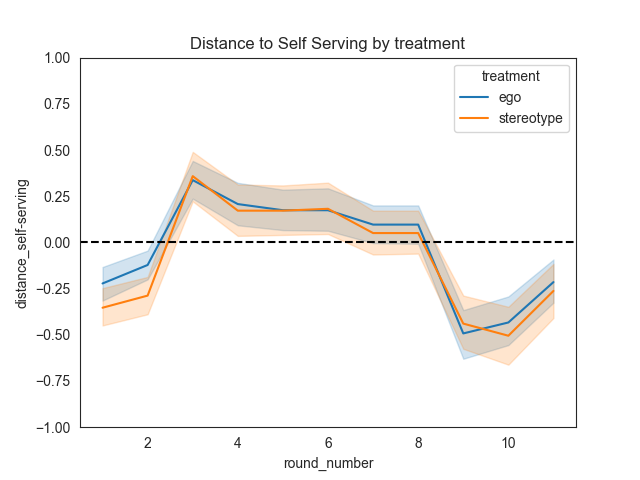 Distance to Self Serving by treatment
treatment
ego
stereotype
distance_self-serving
1.00
0.75
0.50
0.25
0.00
−0.25
−0.50
−0.75
−1.00
2
4
6
8
10
round_number